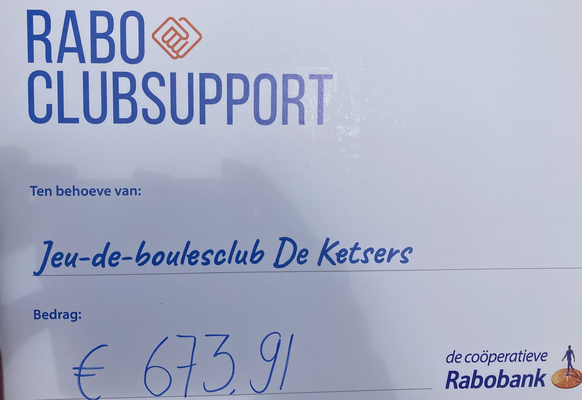 RABO
CLUBSUPPORT
Ten behoeve van:
Jeu-de-boulesclub De Ketsers
Bedrag:
€ 673,91
de coöperatieve
Rabobank